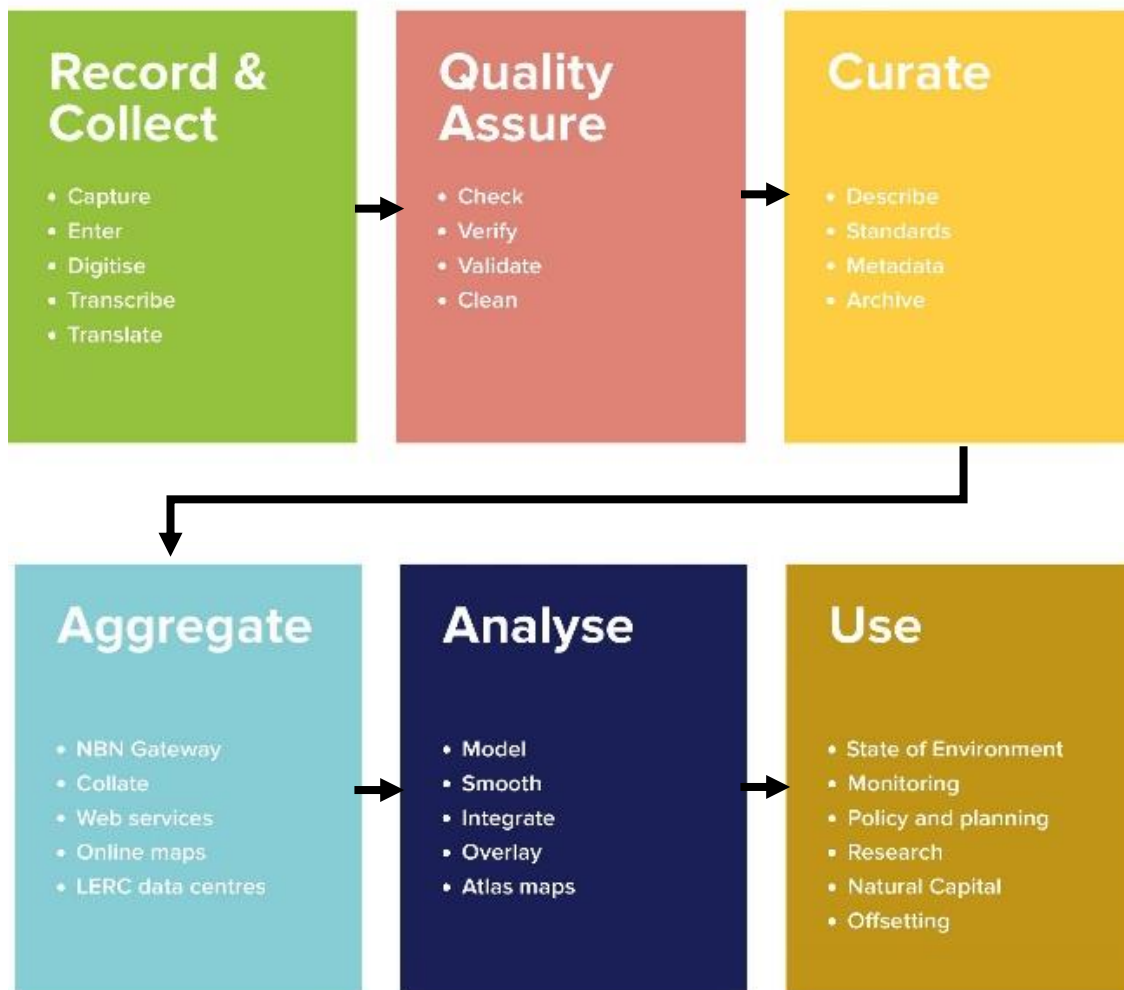 Record &
Collect
• Capture
• Enter
• Digitise
• Transcribe
• Translate
Quality
Assure
• Check
• Verify
• Validate
• Clean
Curate
• Describe
• Standards
• Metadata
• Archive
Aggregate
• NBN Gateway
• Collate
• Web services
• Online maps
• LERC data centres
Analyse
• Model
• Smooth
• Integrate
• Overlay
• Atlas maps
Use
• State of Environment
• Monitoring
• Policy and planning
• Research
• Natural Capital
• Offsetting